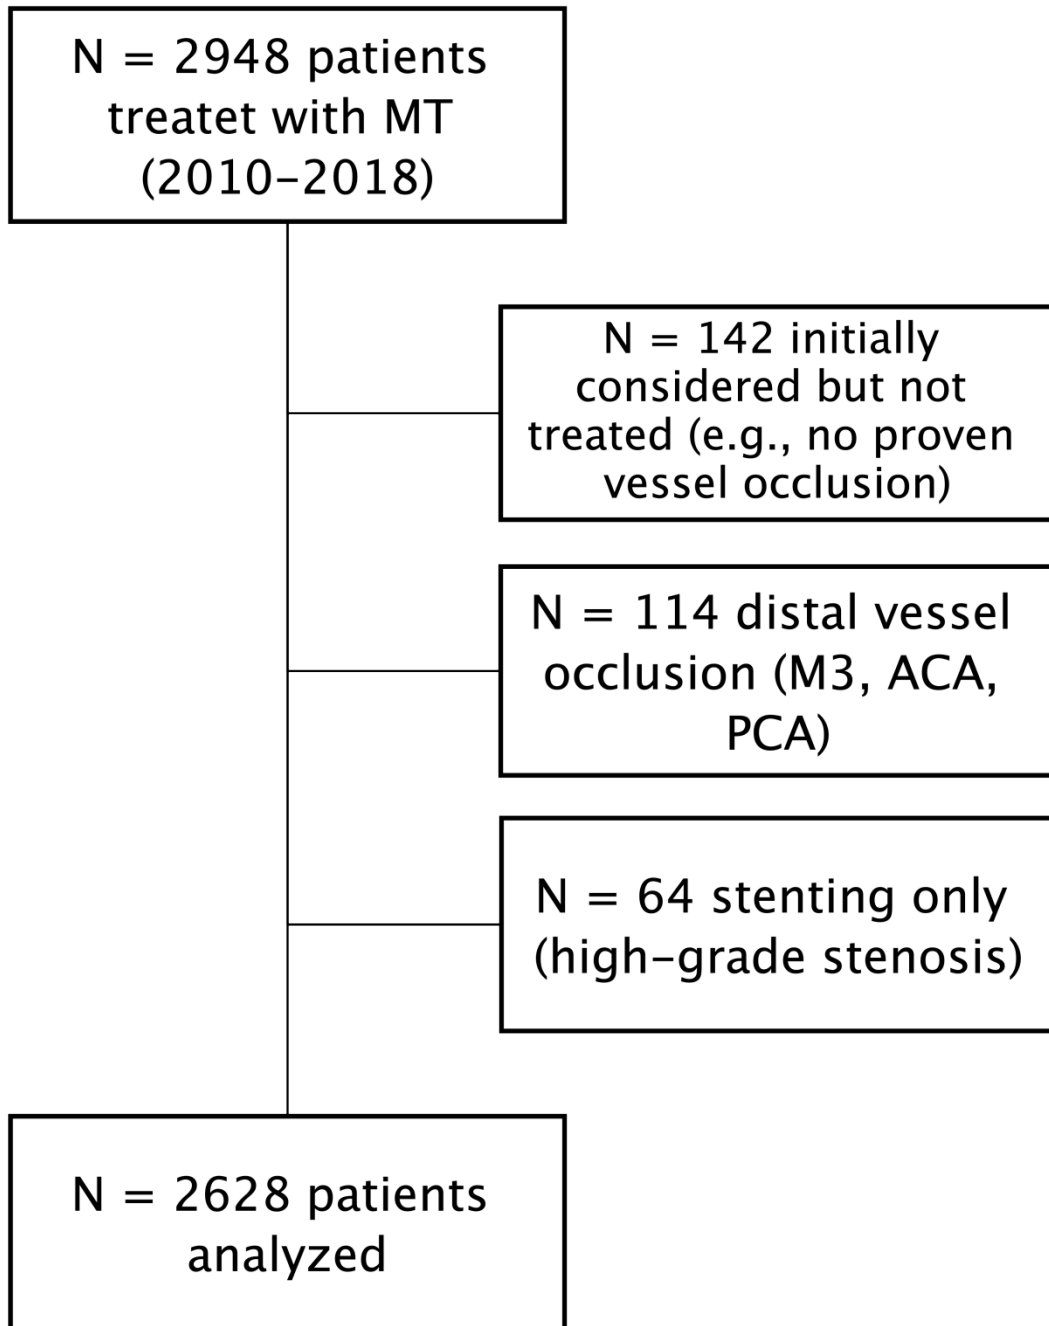 N = 2948 patients
treatet with MT
(2010–2018)
N = 142 initially
considered but not
treated (e.g., no proven
vessel occlusion)
N = 114 distal vessel
occlusion (M3, ACA,
PCA)
N = 64 stenting only
(high–grade stenosis)
N = 2628 patients
analyzed